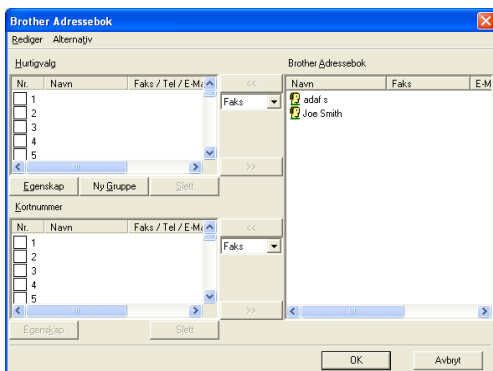 Brother Adressebok
Rediger Alternativ
Hurtigvalg
Nr. Navn Faks / Tel / E-Ma
1
2
3
4
5
<<
Faks
>>
Egenskap Ny Gruppe Slett
Kortnummer
Nr. Navn Faks / Tel / E-Ma
1
2
3
4
5
<<
Faks
>>
Egenskap Slett
Brother Adressebok
Navn Faks E-M
adaf s
Joe Smith
OK Avbryt